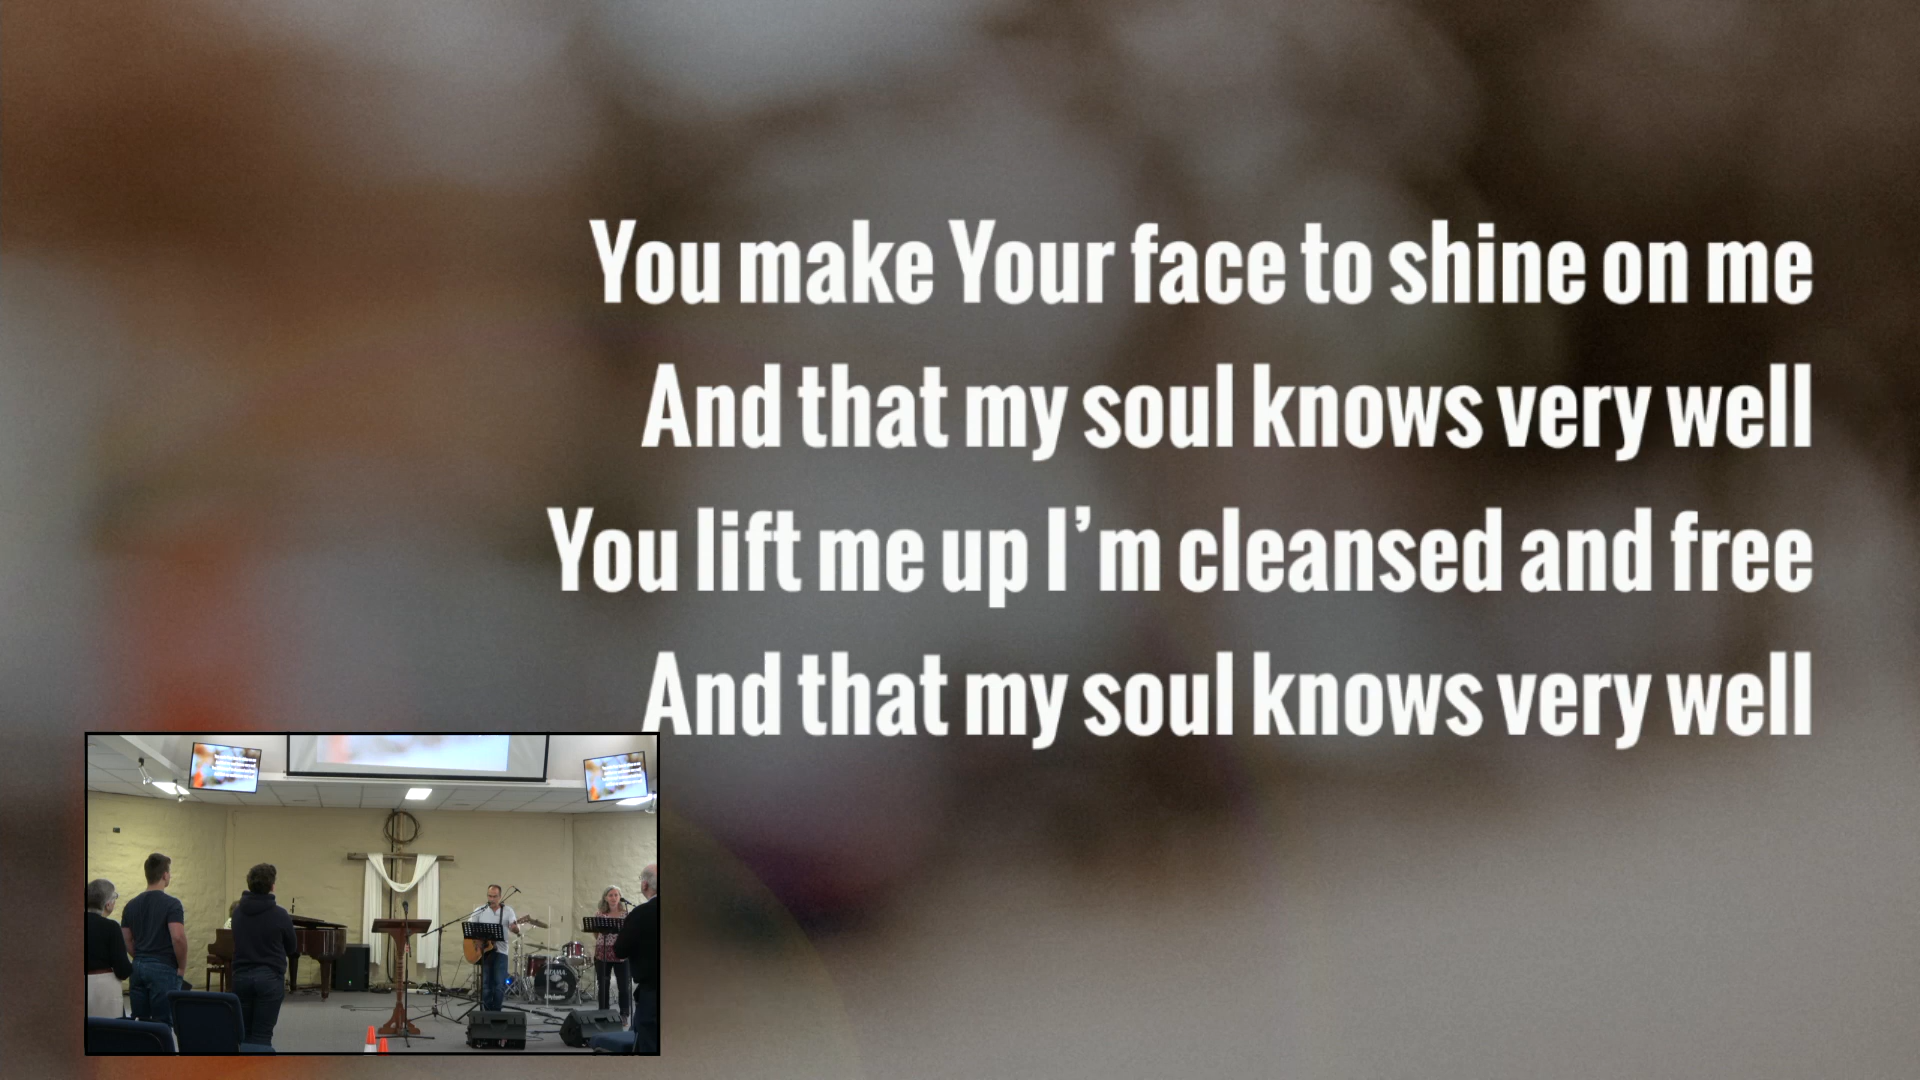 You make Your face to shine on me
And that my soul knows very well
You lift me up I’m cleansed and free
And that my soul knows very well
TAMA